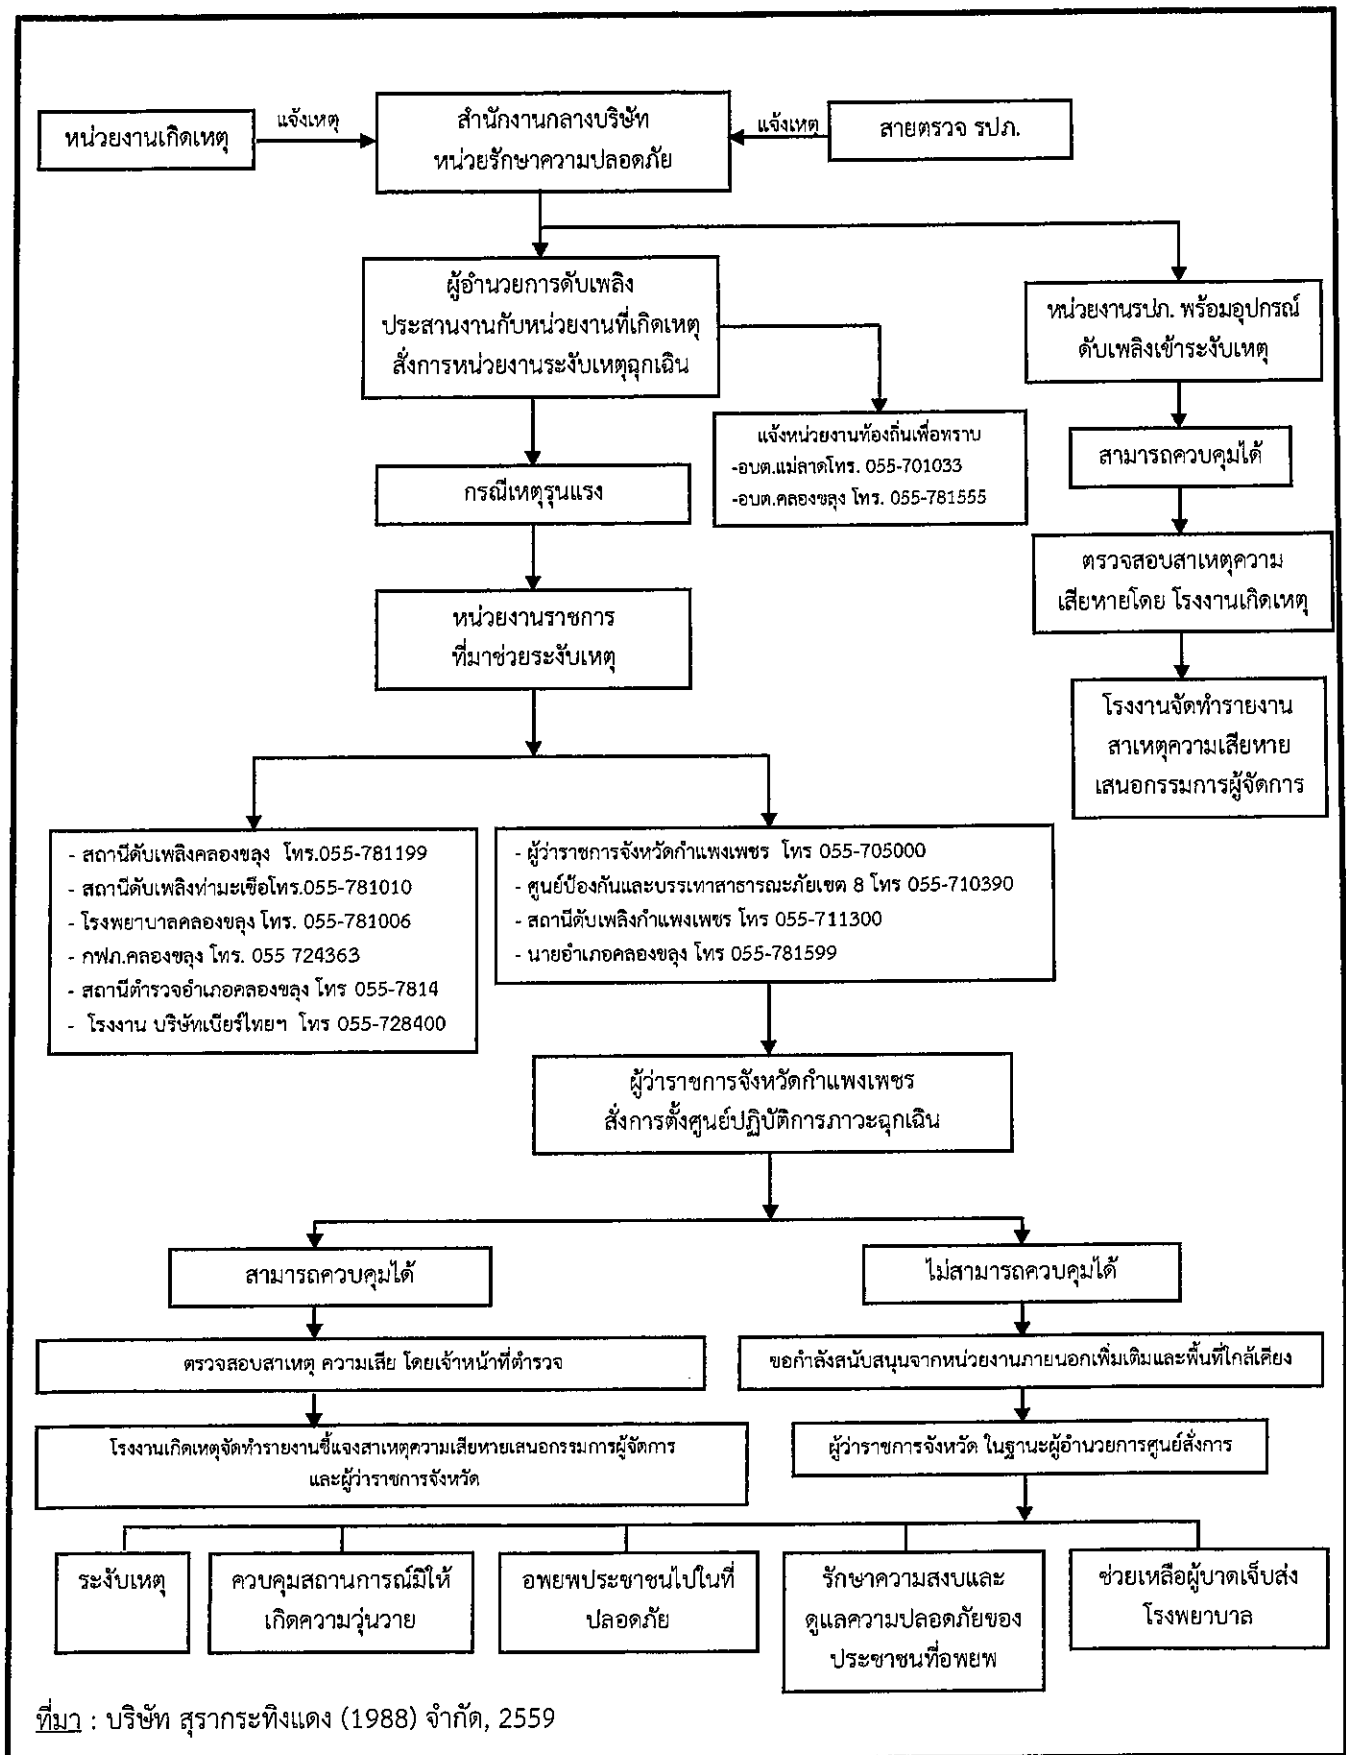 หน่วยงานเกิดเหตุ
แจ้งเหตุ
สำนักงานกลางบริษัท
หน่วยรักษาความปลอดภัย
แจ้งเหตุ
สายตรวจ รปภ.
ผู้อำนวยการดับเพลิง
ประสานงานกับหน่วยงานที่เกิดเหตุ
สั่งการหน่วยงานระงับเหตุฉุกเฉิน
หน่วยงานรปภ. พร้อมอุปกรณ์
ดับเพลิงเข้าระงับเหตุ
แจ้งหน่วยงานท้องถิ่นเพื่อทราบ
-อบต.แม่ลาดโทร. 055-701033
-อบต.คลองขลุง โทร. 055-781555
สามารถควบคุมได้
กรณีเหตุรุนแรง
ตรวจสอบสาเหตุความ
เสียหายโดย โรงงานเกิดเหตุ
หน่วยงานราชการ
ที่มาช่วยระงับเหตุ
โรงงานจัดทำรายงาน
สาเหตุความเสียหาย
เสนอกรรมการผู้จัดการ
- สถานีดับเพลิงคลองขลุง โทร.055-781199
- สถานีดับเพลิงท่ามะเขือโทร.055-781010
- โรงพยาบาลคลองขลุง โทร. 055-781006
- กฟภ.คลองขลุง โทร. 055 724363
- สถานีตำรวจอำเภอคลองขลุง โทร 055-7814
- โรงงาน บริษัทเบียร์ไทยฯ โทร 055-728400
- ผู้ว่าราชการจังหวัดกำแพงเพชร โทร 055-705000
- ศูนย์ป้องกันและบรรเทาสาธารณะภัยเขต 8 โทร 055-710390
- สถานีดับเพลิงกำแพงเพชร โทร 055-711300
- นายอำเภอคลองขลุง โทร 055-781599
ผู้ว่าราชการจังหวัดกำแพงเพชร
สั่งการตั้งศูนย์ปฏิบัติการภาวะฉุกเฉิน
สามารถควบคุมได้
ไม่สามารถควบคุมได้
ตรวจสอบสาเหตุ ความเสีย โดยเจ้าหน้าที่ตำรวจ
ขอกำลังสนับสนุนจากหน่วยงานภายนอกเพิ่มเติมและพื้นที่ใกล้เคียง
โรงงานเกิดเหตุจัดทำรายงานชี้แจงสาเหตุความเสียหายเสนอกรรมการผู้จัดการ
และผู้ว่าราชการจังหวัด
ผู้ว่าราชการจังหวัด ในฐานะผู้อำนวยการศูนย์สั่งการ
ระงับเหตุ
ควบคุมสถานการณ์มิให้
เกิดความวุ่นวาย
อพยพประชาชนไปในที่
ปลอดภัย
รักษาความสงบและ
ดูแลความปลอดภัยของ
ประชาชนที่อพยพ
ช่วยเหลือผู้บาดเจ็บส่ง
โรงพยาบาล
ที่มา : บริษัท สุรากระทิงแดง (1988) จำกัด, 2559